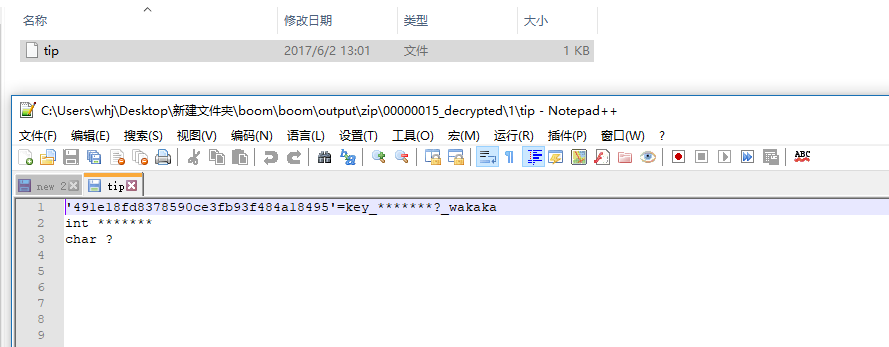 名称 修改日期 类型 大小
tip 2017/6/2 13:01 文件 1 KB
C:\Users\whj\Desktop\新建文件夹\boom\boom\output\zip\00000015_decrypted\1\tip - Notepad++
文件(F) 编辑(E) 搜索(S) 视图(V) 编码(N) 语言(L) 设置(T) 工具(O) 宏(M) 运行(R) 插件(P) 窗口(W) ?
ABC
new 2 tip
1 '491e18fd8378590ce3fb93f484a18495'=key_*******?_wakaka
2 int *******
3 char ?
4
5
6
7
8
9